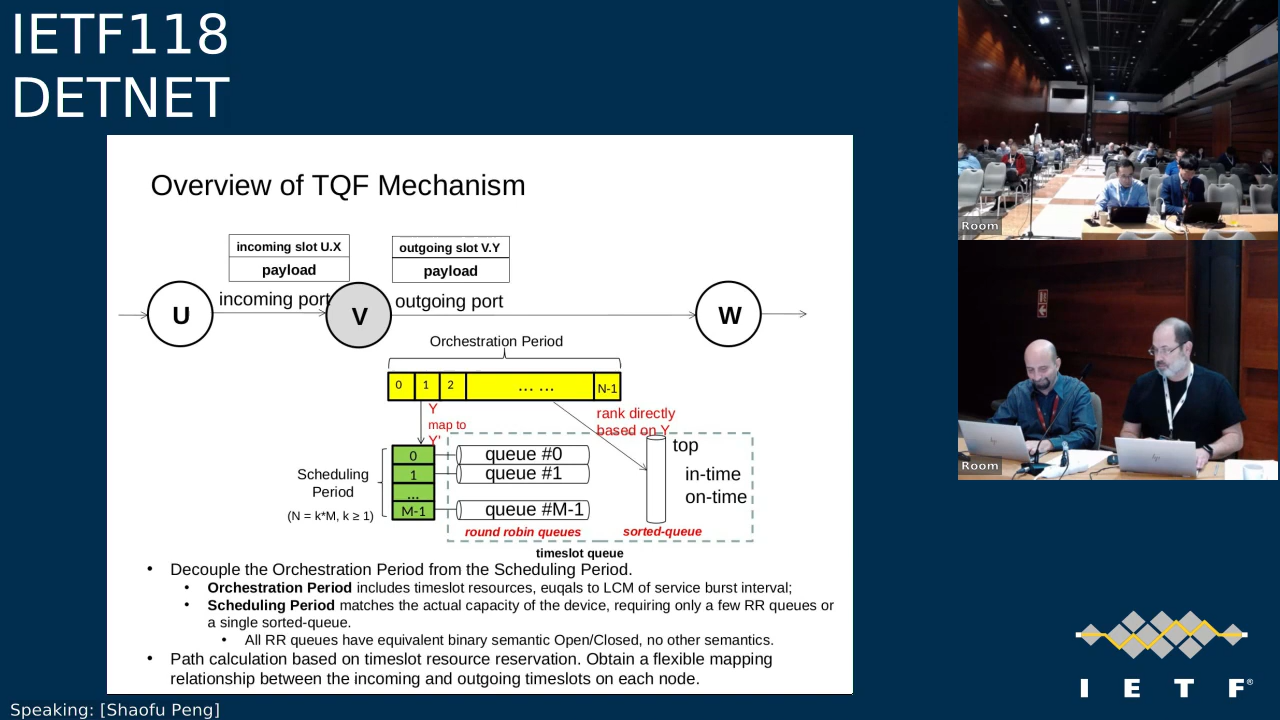 IETF118
DETNET
Overview of TQF Mechanism
incoming slot U.X
payload
outgoing slot V.Y
payload
U
incoming port
V
outgoing port
W
Orchestration Period
0 1 2 ... ... N-1
Y
map to
Y'
rank directly
based on Y
top
in-time
on-time
Scheduling
Period
(N = k*M, k ≥ 1)
0
1
...
M-1
queue #0
queue #1
queue #M-1
round robin queues
sorted-queue
timeslot queue
• Decouple the Orchestration Period from the Scheduling Period.
• Orchestration Period includes timeslot resources, euqals to LCM of service burst interval;
• Scheduling Period matches the actual capacity of the device, requiring only a few RR queues or
a single sorted-queue.
• All RR queues have equivalent binary semantic Open/Closed, no other semantics.
• Path calculation based on timeslot resource reservation. Obtain a flexible mapping
relationship between the incoming and outgoing timeslots on each node.
Room
Room
hp
hp
I E T F®
Speaking: [Shaofu Peng]